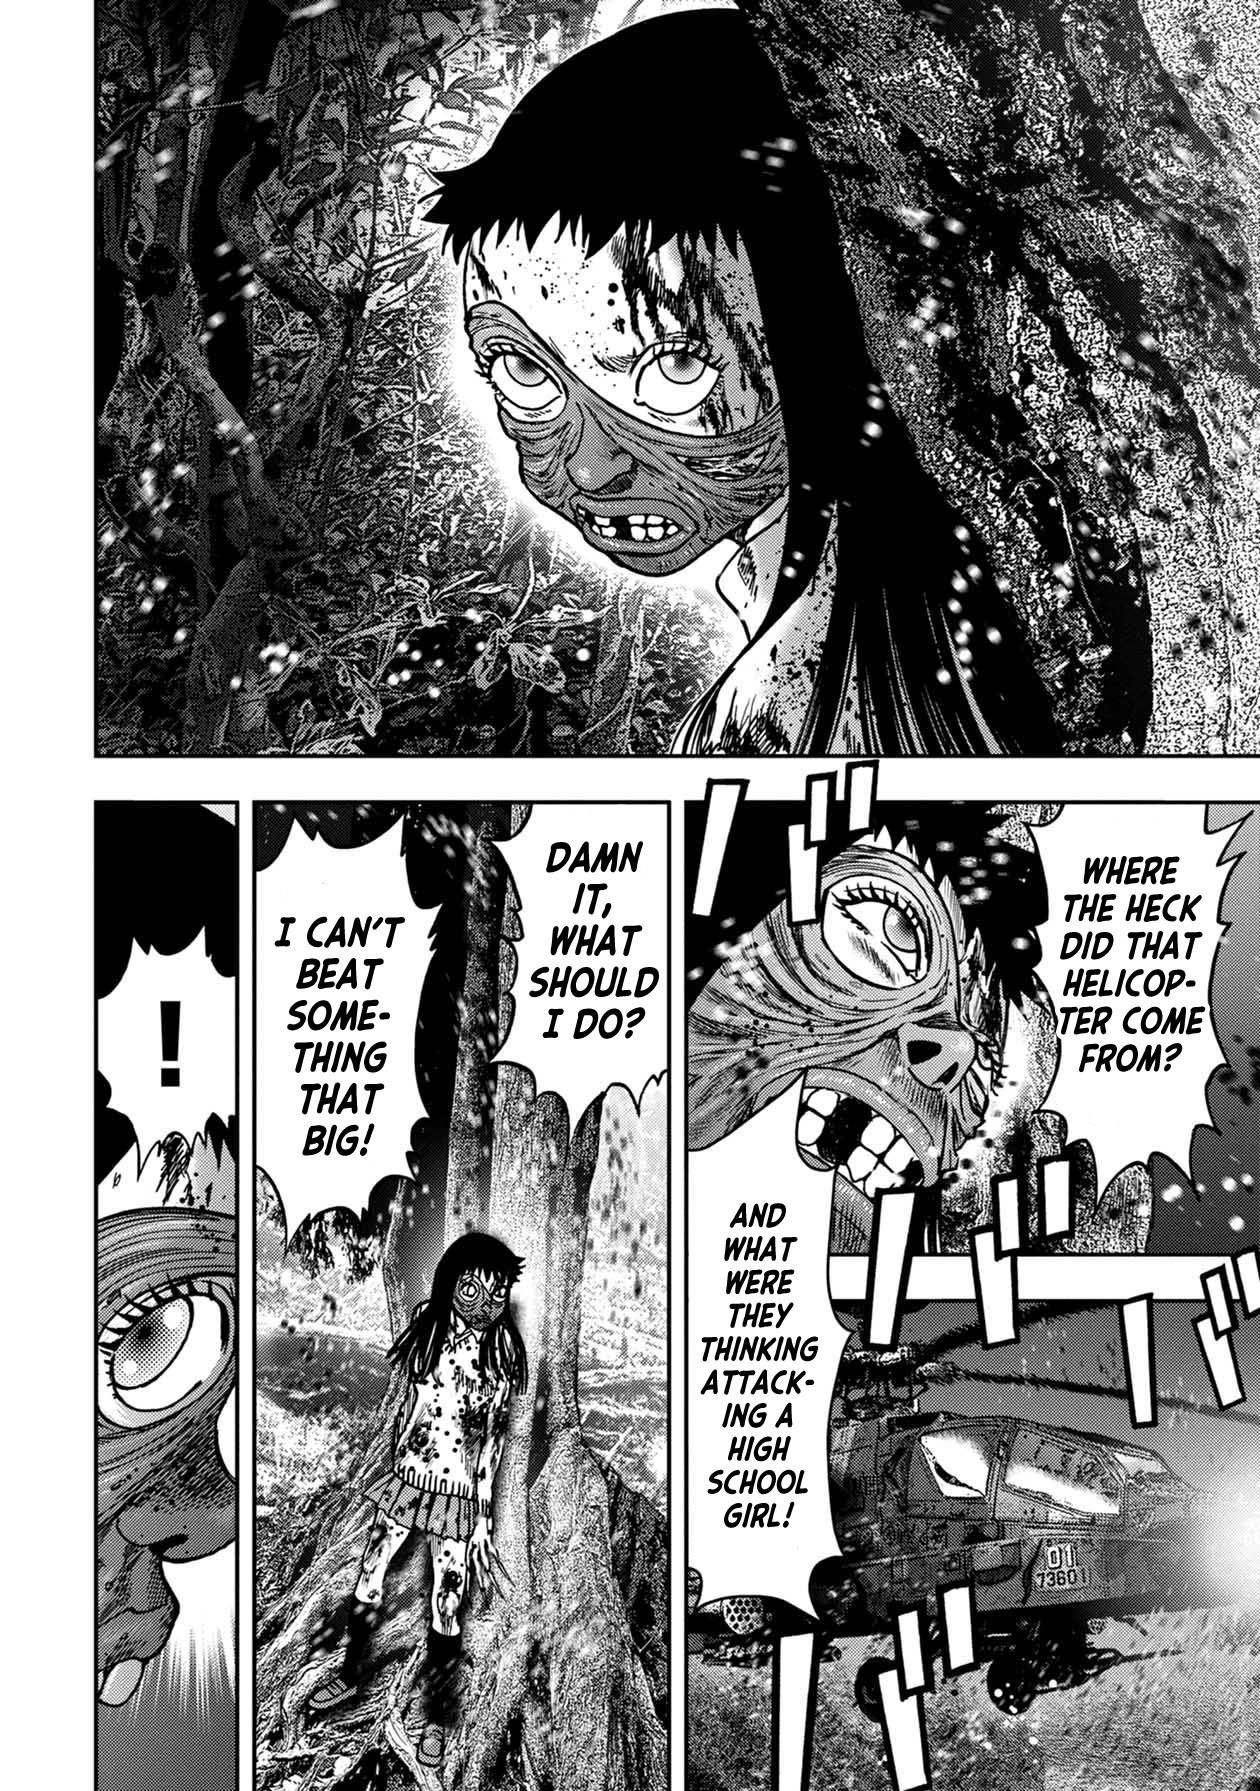 WHERE
THE HECK
DID THAT
HELICOP-
TER COME
FROM?
AND
WHAT
WERE
THEY
THINKING
ATTACK-
ING A
HIGH
SCHOOL
GIRL!
01
73601
DAMN
IT,
WHAT
SHOULD
I DO?
I CAN'T
BEAT
SOME-
THING
THAT
BIG!
!